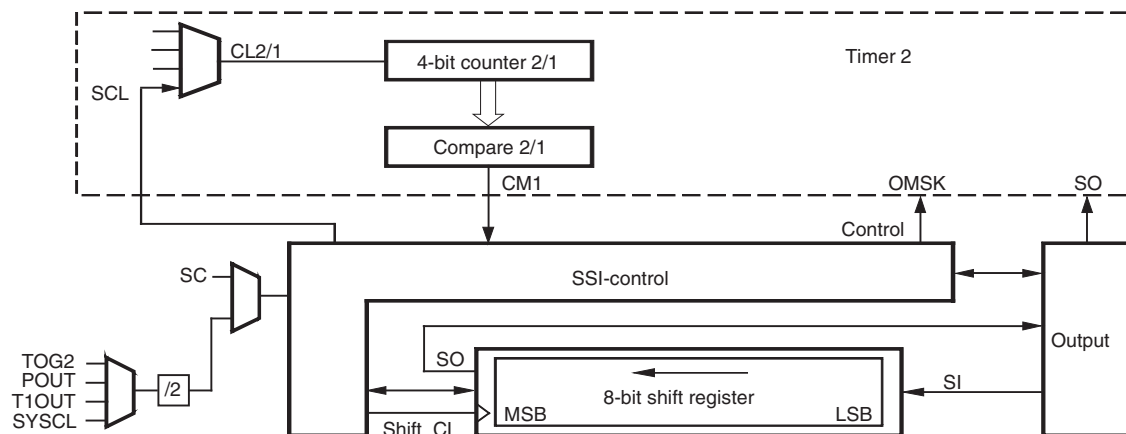 Timer 2
CL2/1
4-bit counter 2/1
SCL
Compare 2/1
CM1
OMSK
SO
Control
SC
SSI-control
TOG2
POUT
T1OUT
SYSCL
/2
SO
Output
SI
8-bit shift register
MSB
LSB
Shift_CL